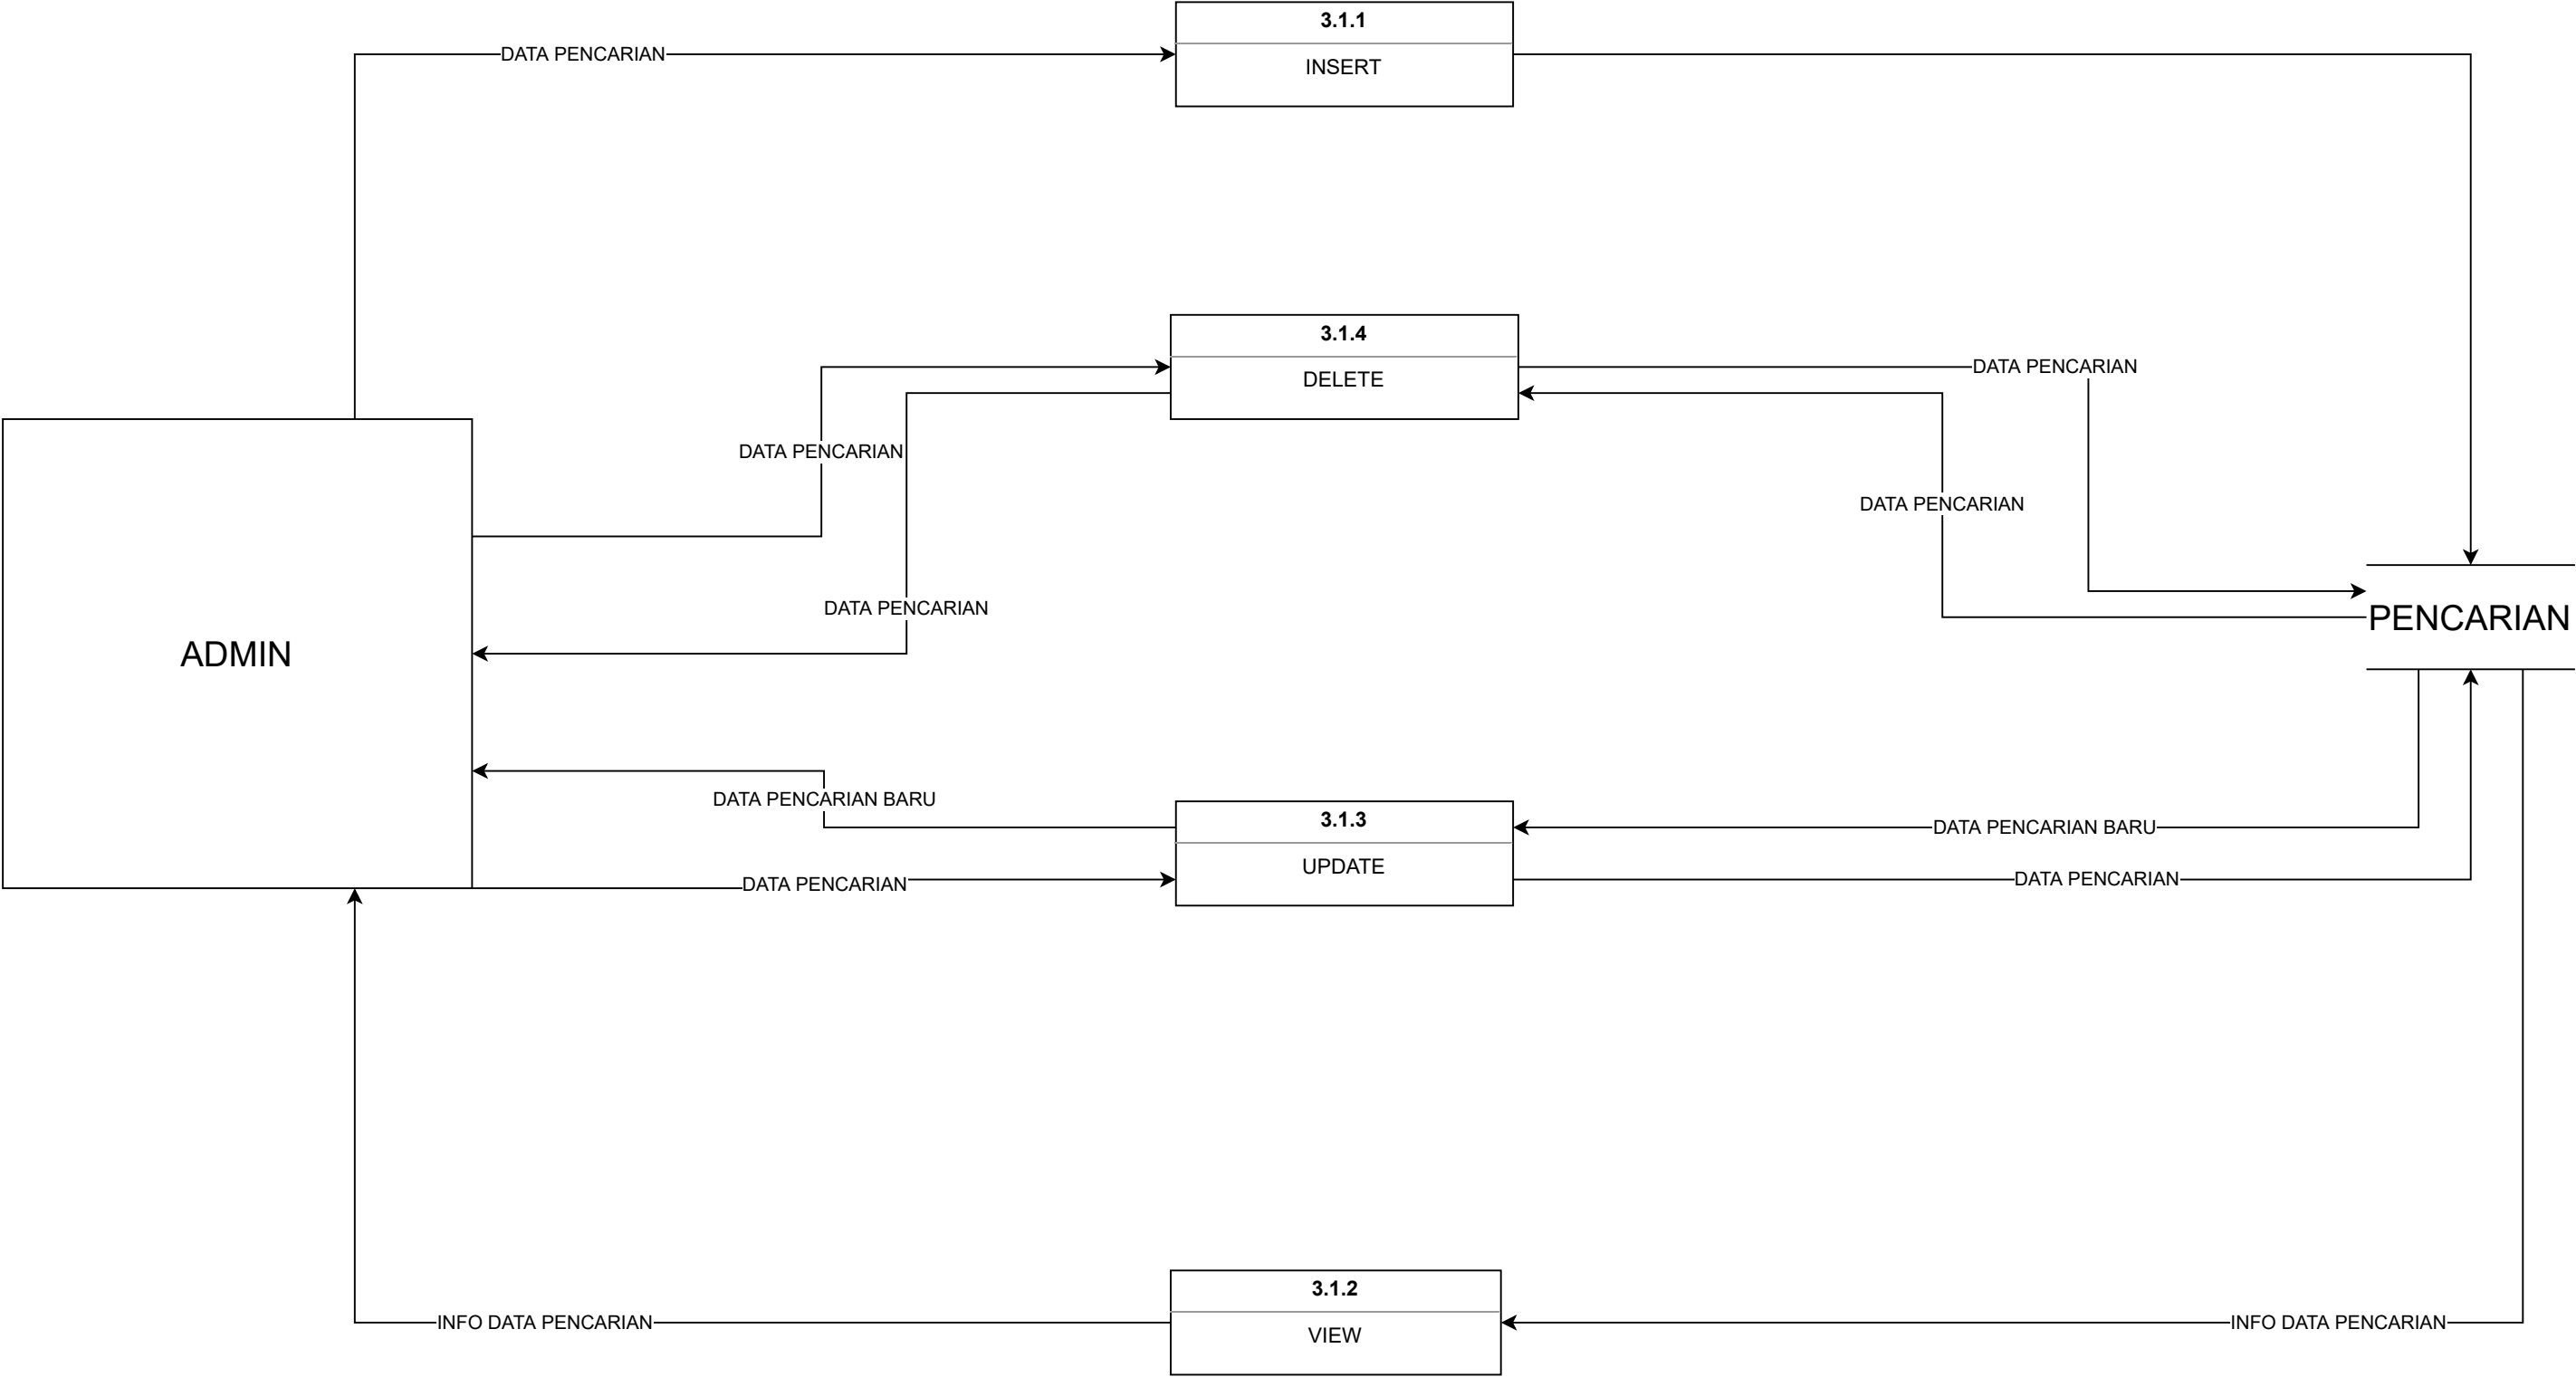 3.1.1
DATA PENCARIAN
INSERT
3.1.4
DATA PENCARIAN
DELETE
DATA PENCARIAN
DATA PENCARIAN
DATA PENCARIAN
PENCARIAN
ADMIN
DATA PENCARIAN BARU
3.1.3
DATA PENCARIAN BARU
UPDATE
DATA PENCARIAN
DATA PENCARIAN
3.1.2
INFO DATA PENCARIAN
VIEW
INFO DATA PENCARIAN